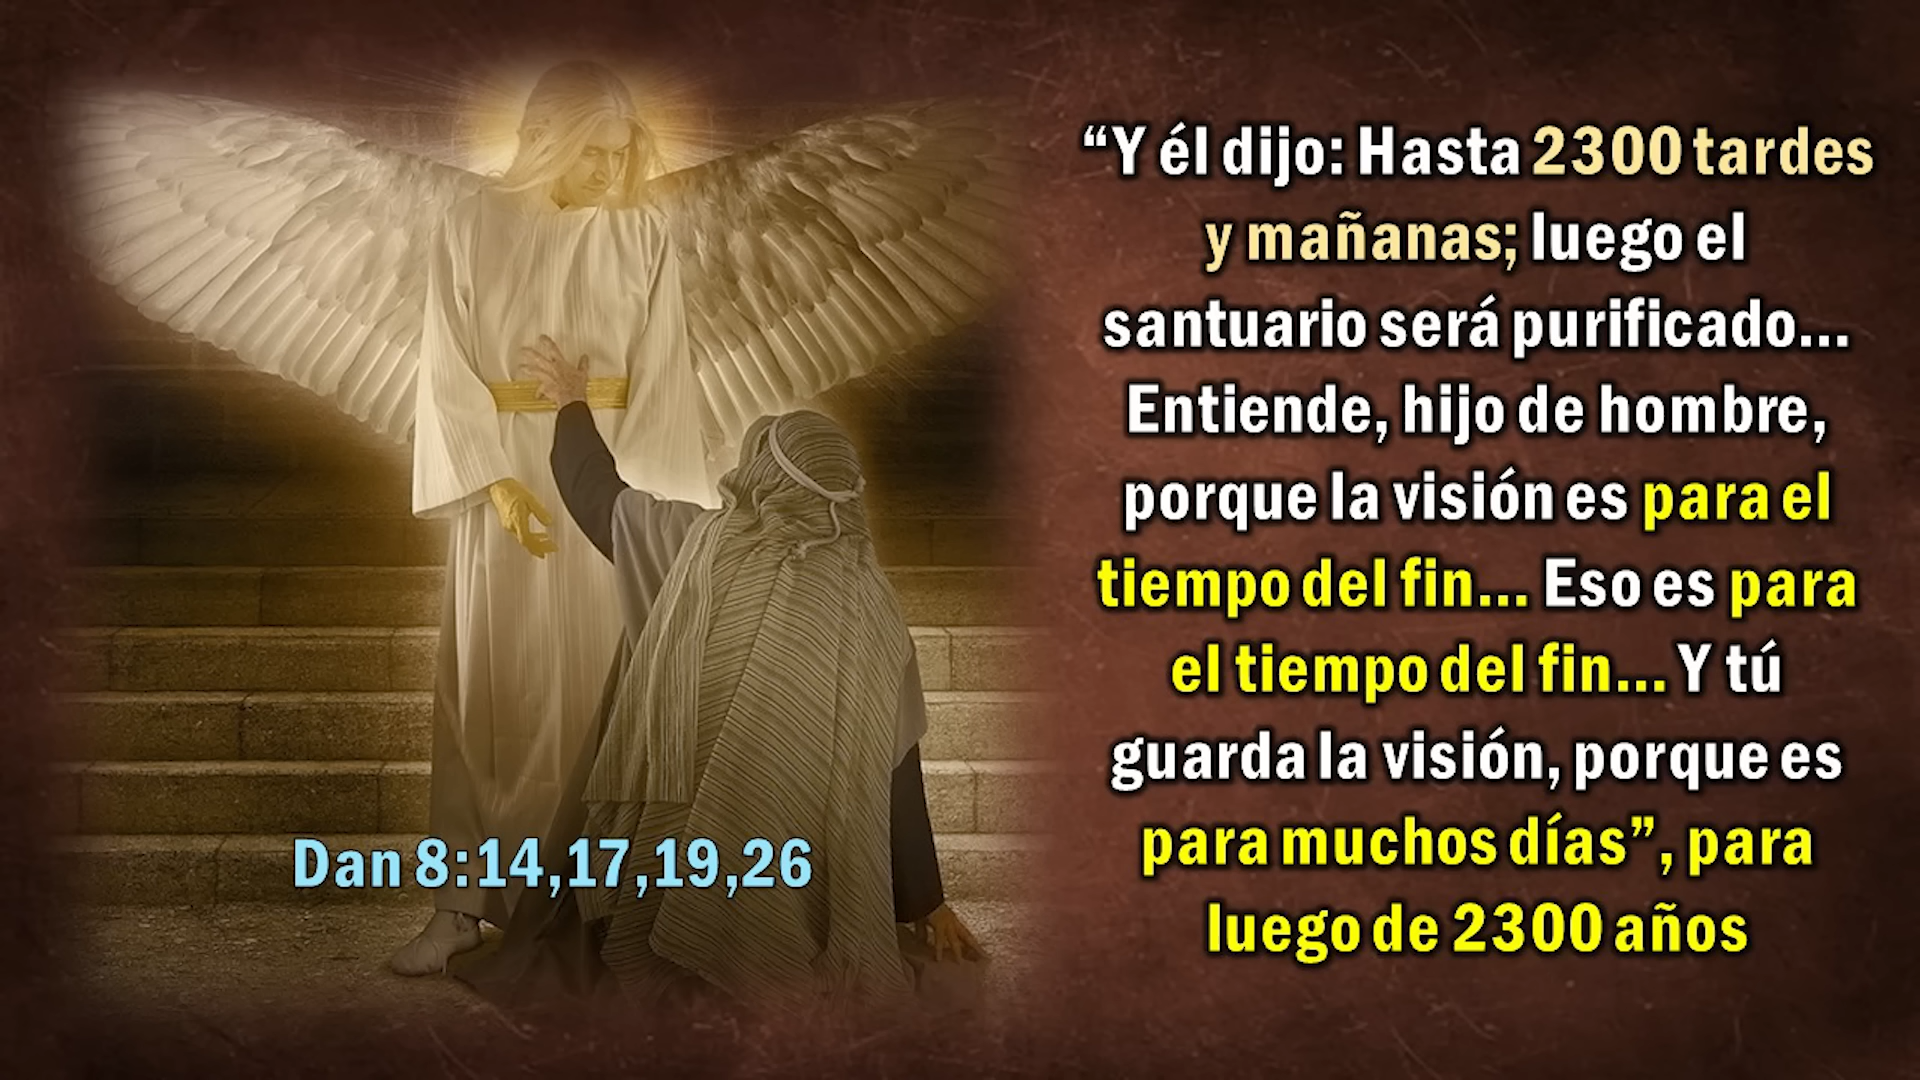 “Y él dijo: Hasta 2300 tardes
y mañanas; luego el
santuario será purificado...
Entiende, hijo de hombre,
porque la visión es para el
tiempo del fin... Eso es para
el tiempo del fin... Y tú
guarda la visión, porque es
para muchos días”, para
luego de 2300 años
Dan 8:14,17,19,26